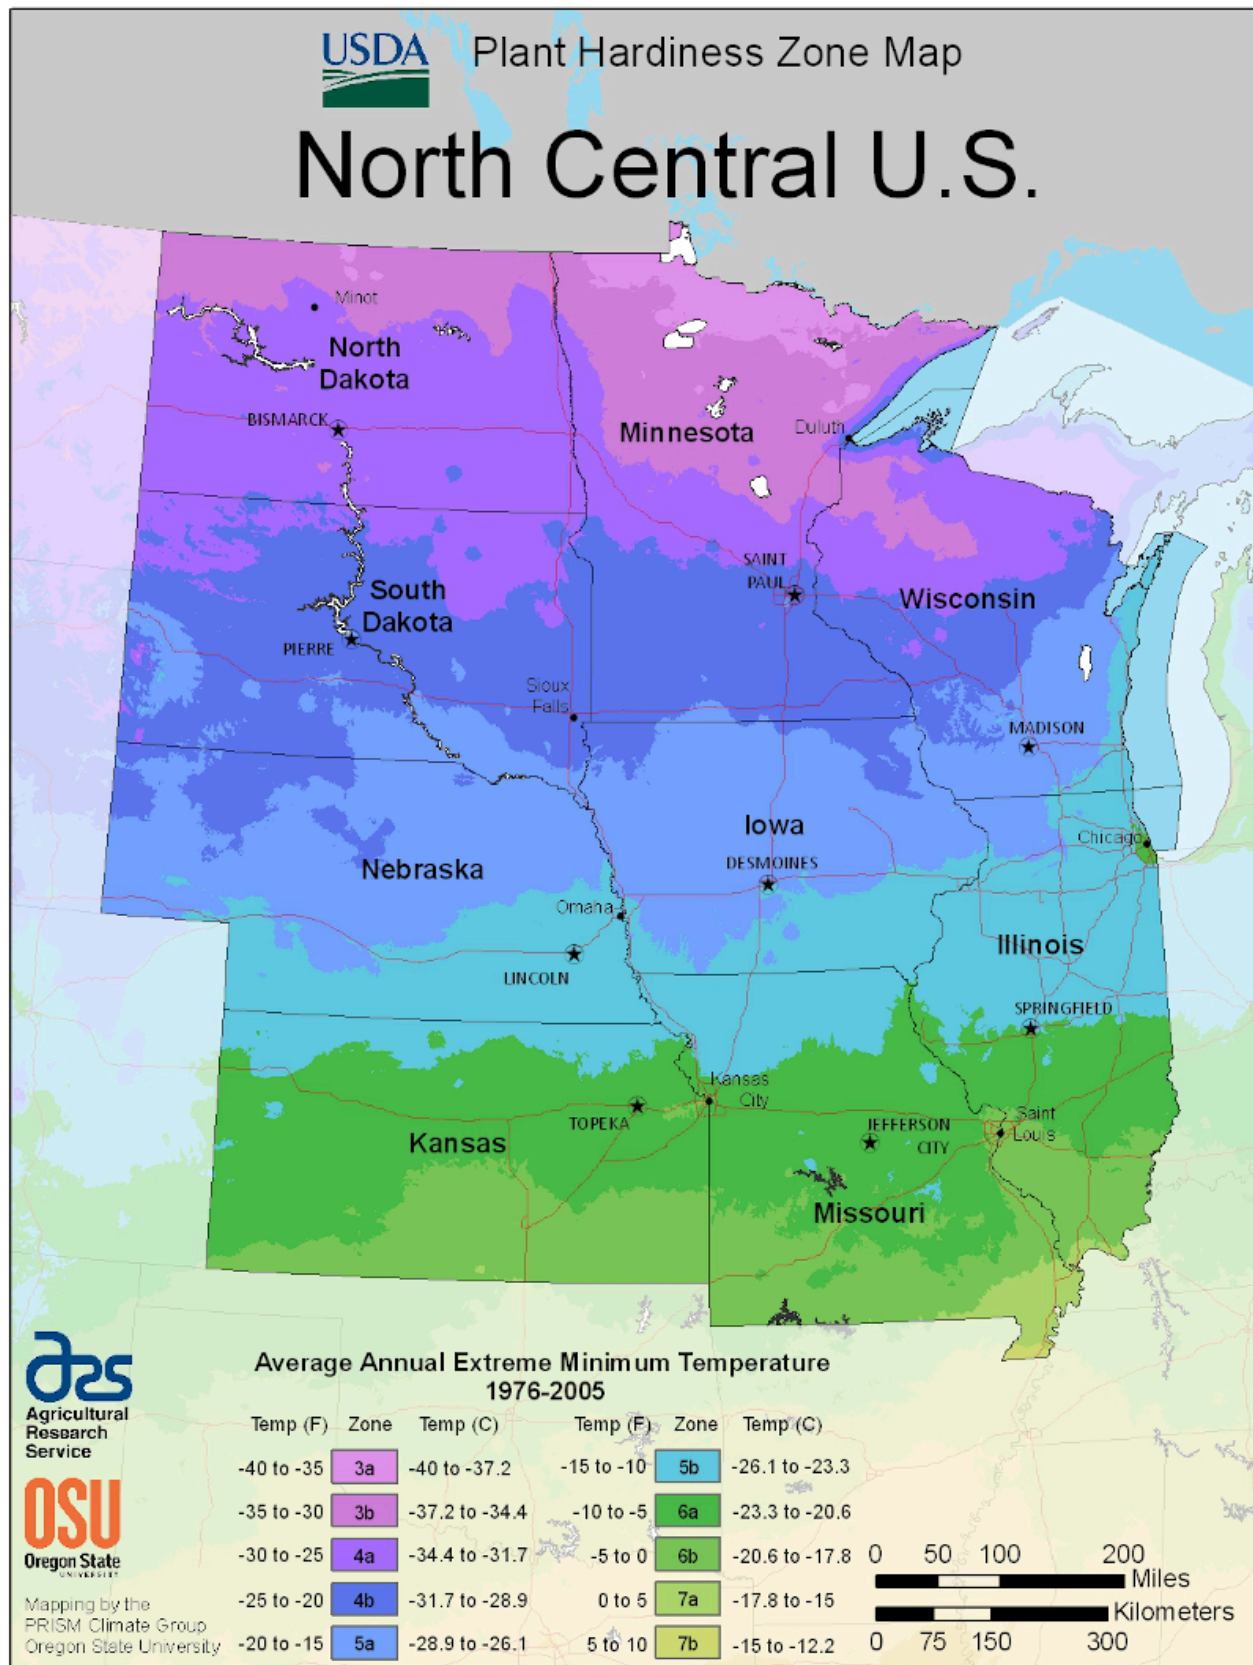 USDA Plant Hardiness Zone Map
North Central U.S.
Minot
North
Dakota
BISMARCK
Minnesota
Duluth
SAINT
PAUL
South
Dakota
Wisconsin
PIERRE
Sioux
Falls
MADISON
Iowa
Chicago
DESMOINES
Nebraska
Omaha
Illinois
LINCOLN
SPRINGFIELD
Kansas
City
TOPEKA
Saint
Louis
JEFFERSON
CITY
Kansas
Missouri
ars
Agricultural
Research
Service
OSU
Oregon State
UNIVERSITY
Mapping by the
PRISM Climate Group
Oregon State University
Average Annual Extreme Minimum Temperature
1976-2005
Temp (F) Zone Temp (C) Temp (F) Zone Temp (C)
-40 to -35 3a -40 to -37.2 -15 to -10 5b -26.1 to -23.3
-35 to -30 3b -37.2 to -34.4 -10 to -5 6a -23.3 to -20.6
-30 to -25 4a -34.4 to -31.7 -5 to 0 6b -20.6 to -17.8
-25 to -20 4b -31.7 to -28.9 0 to 5 7a -17.8 to -15
-20 to -15 5a -28.9 to -26.1 5 to 10 7b -15 to -12.2
0 50 100 200
Miles
Kilometers
0 75 150 300